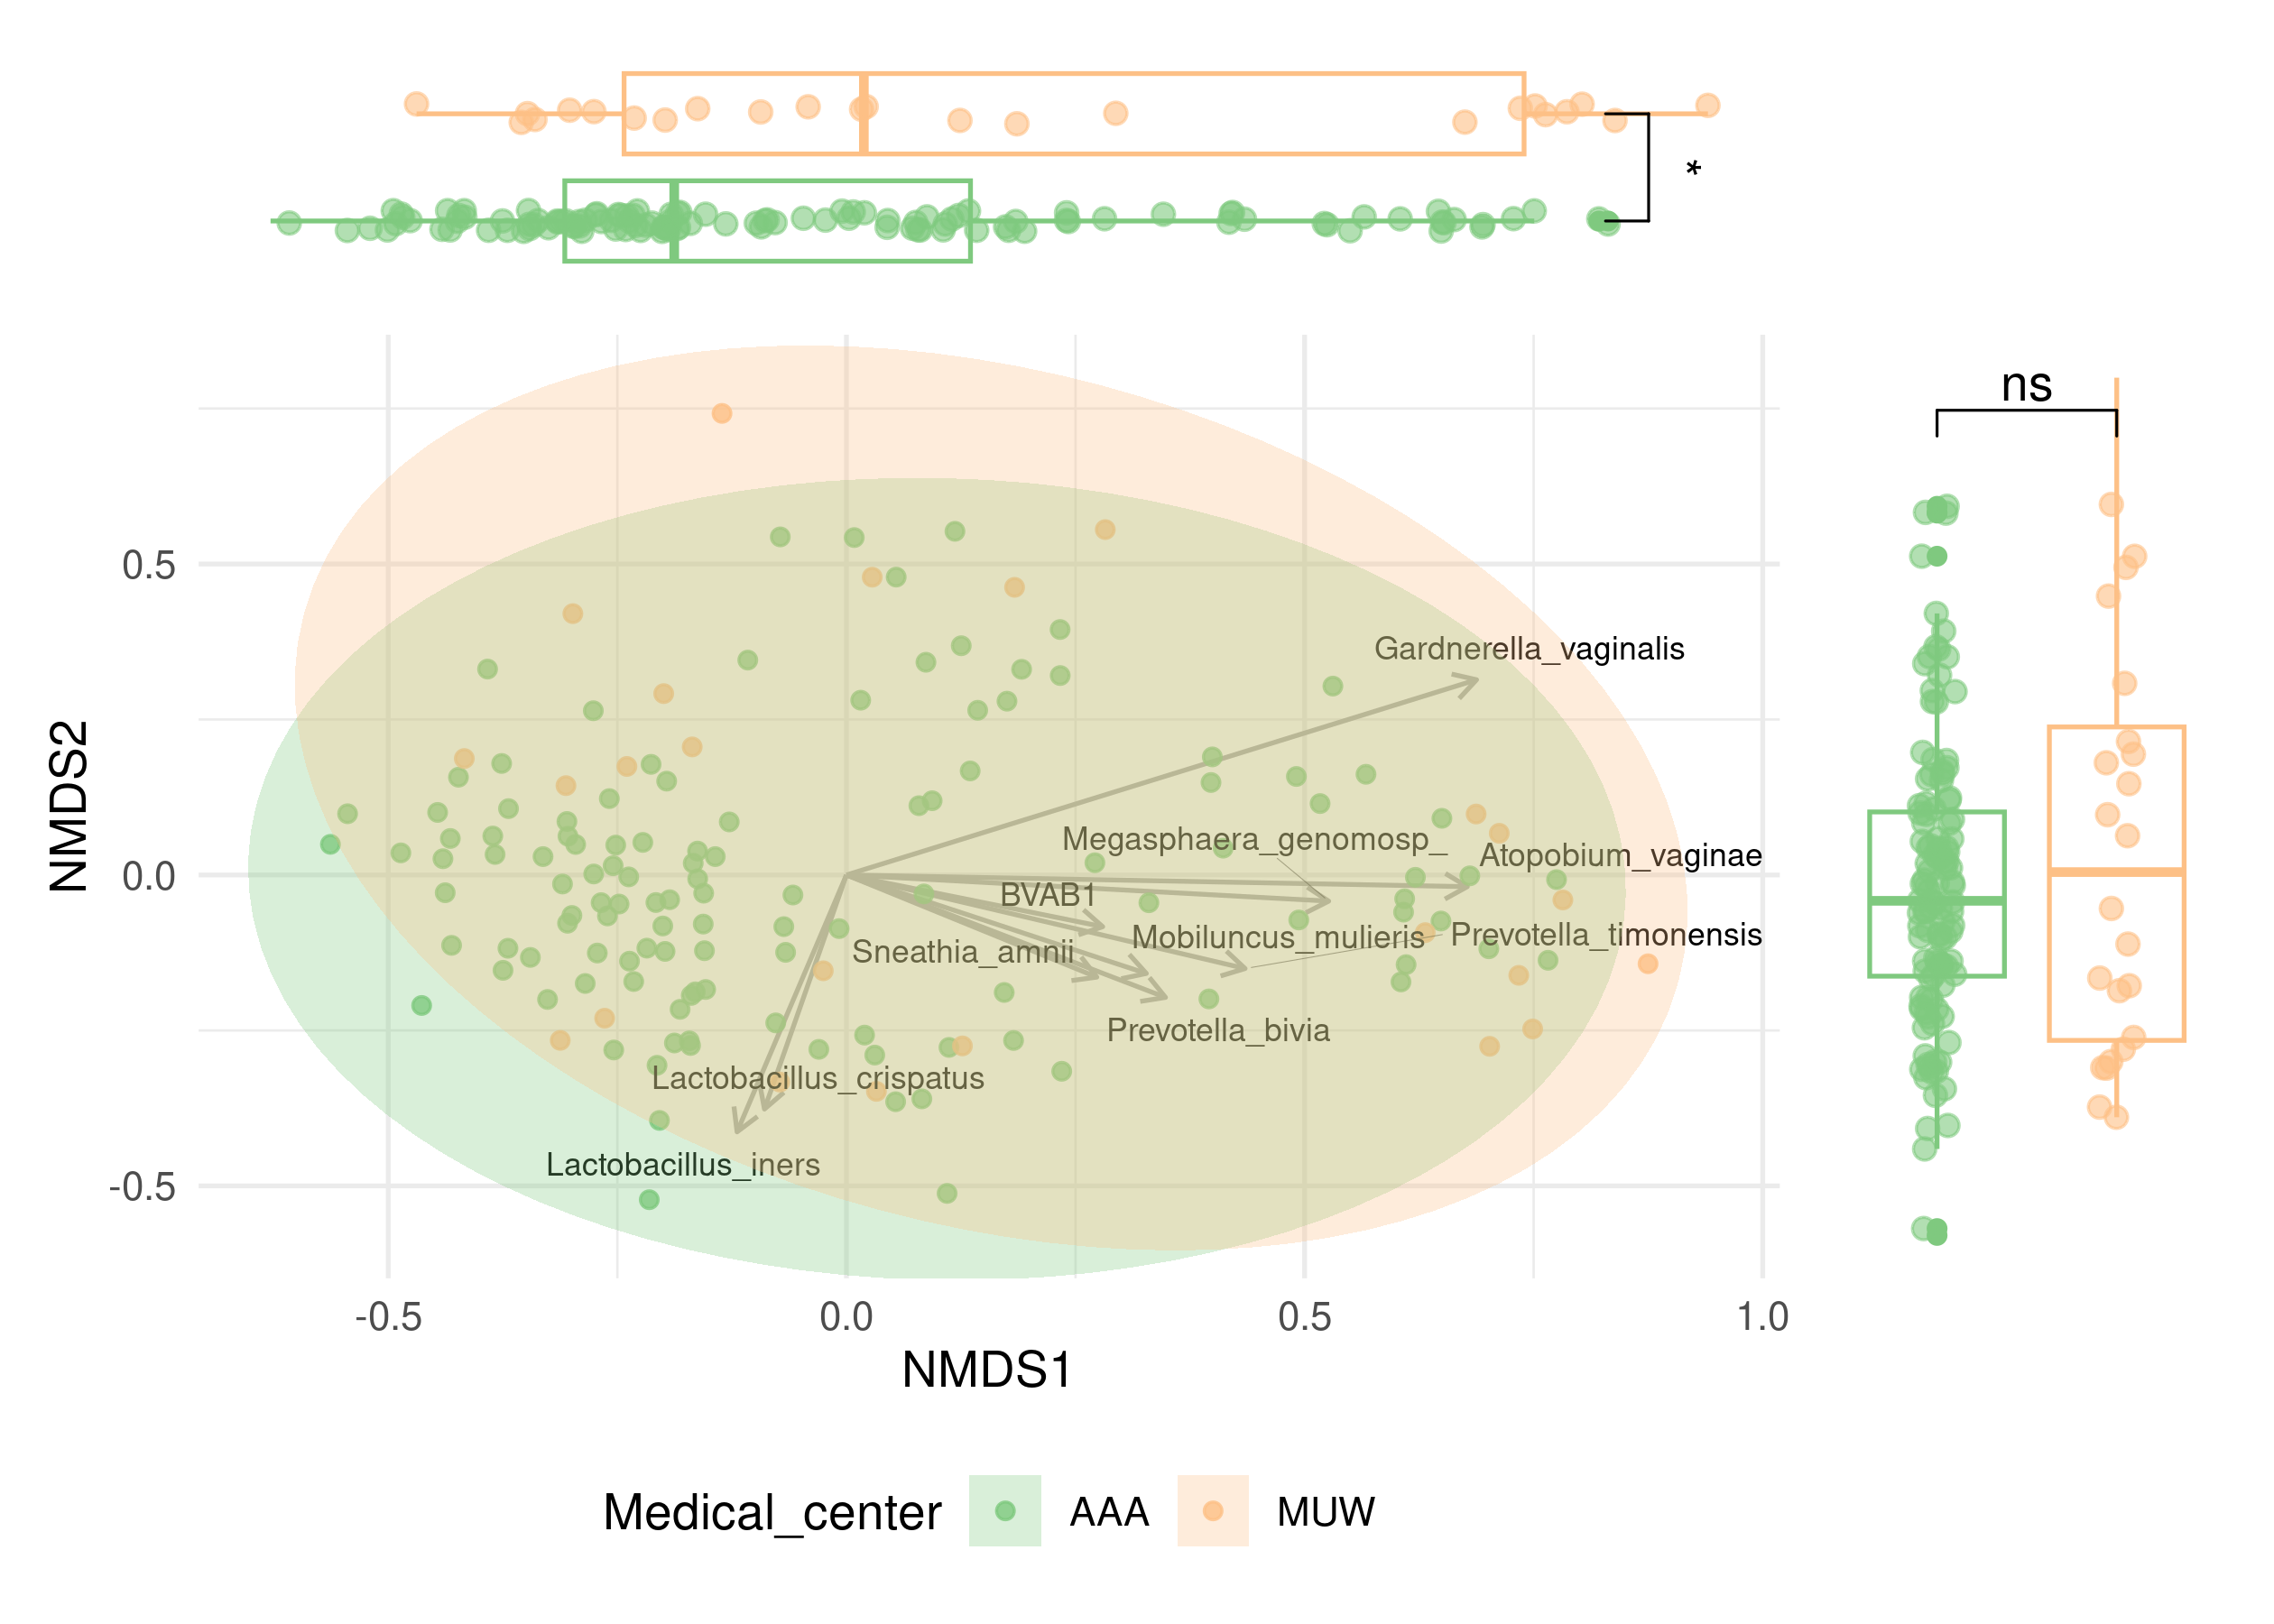 *
ns
NMDS2
0.5
0.0
-0.5
Gardnerella_vaginalis
Megasphaera_genomosp_
Atopobium_vaginae
BVAB1
Mobiluncus_mulieris
Prevotella_timonensis
Sneathia_amnii
Prevotella_bivia
Lactobacillus_crispatus
Lactobacillus_iners
-0.5
0.0
0.5
1.0
NMDS1
Medical_center
AAA
MUW